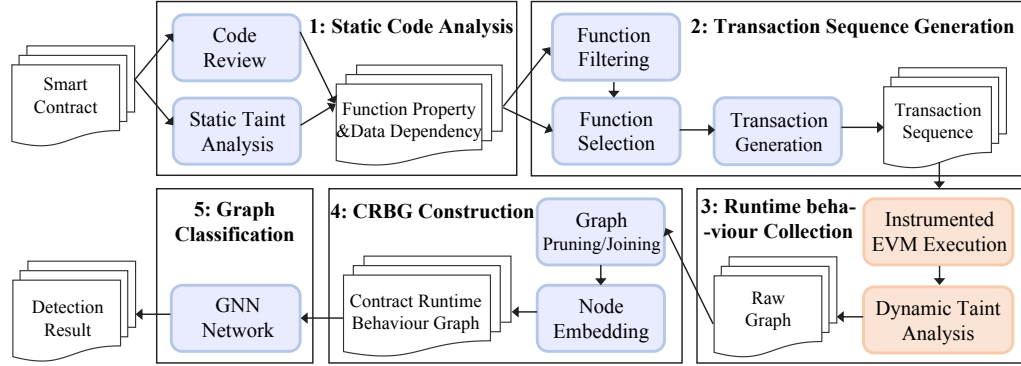 1: Static Code Analysis
Smart
Contract
Code
Review
Static Taint
Analysis
Function Property
&Data Dependency
2: Transaction Sequence Generation
Function
Filtering
Function
Selection
Transaction
Generation
Transaction
Sequence
3: Runtime beha-
-viour Collection
Instrumented
EVM Execution
Dynamic Taint
Analysis
Raw
Graph
4: CRBG Construction
Graph
Pruning/Joining
Node
Embedding
Contract Runtime
Behaviour Graph
5: Graph
Classification
GNN
Network
Detection
Result